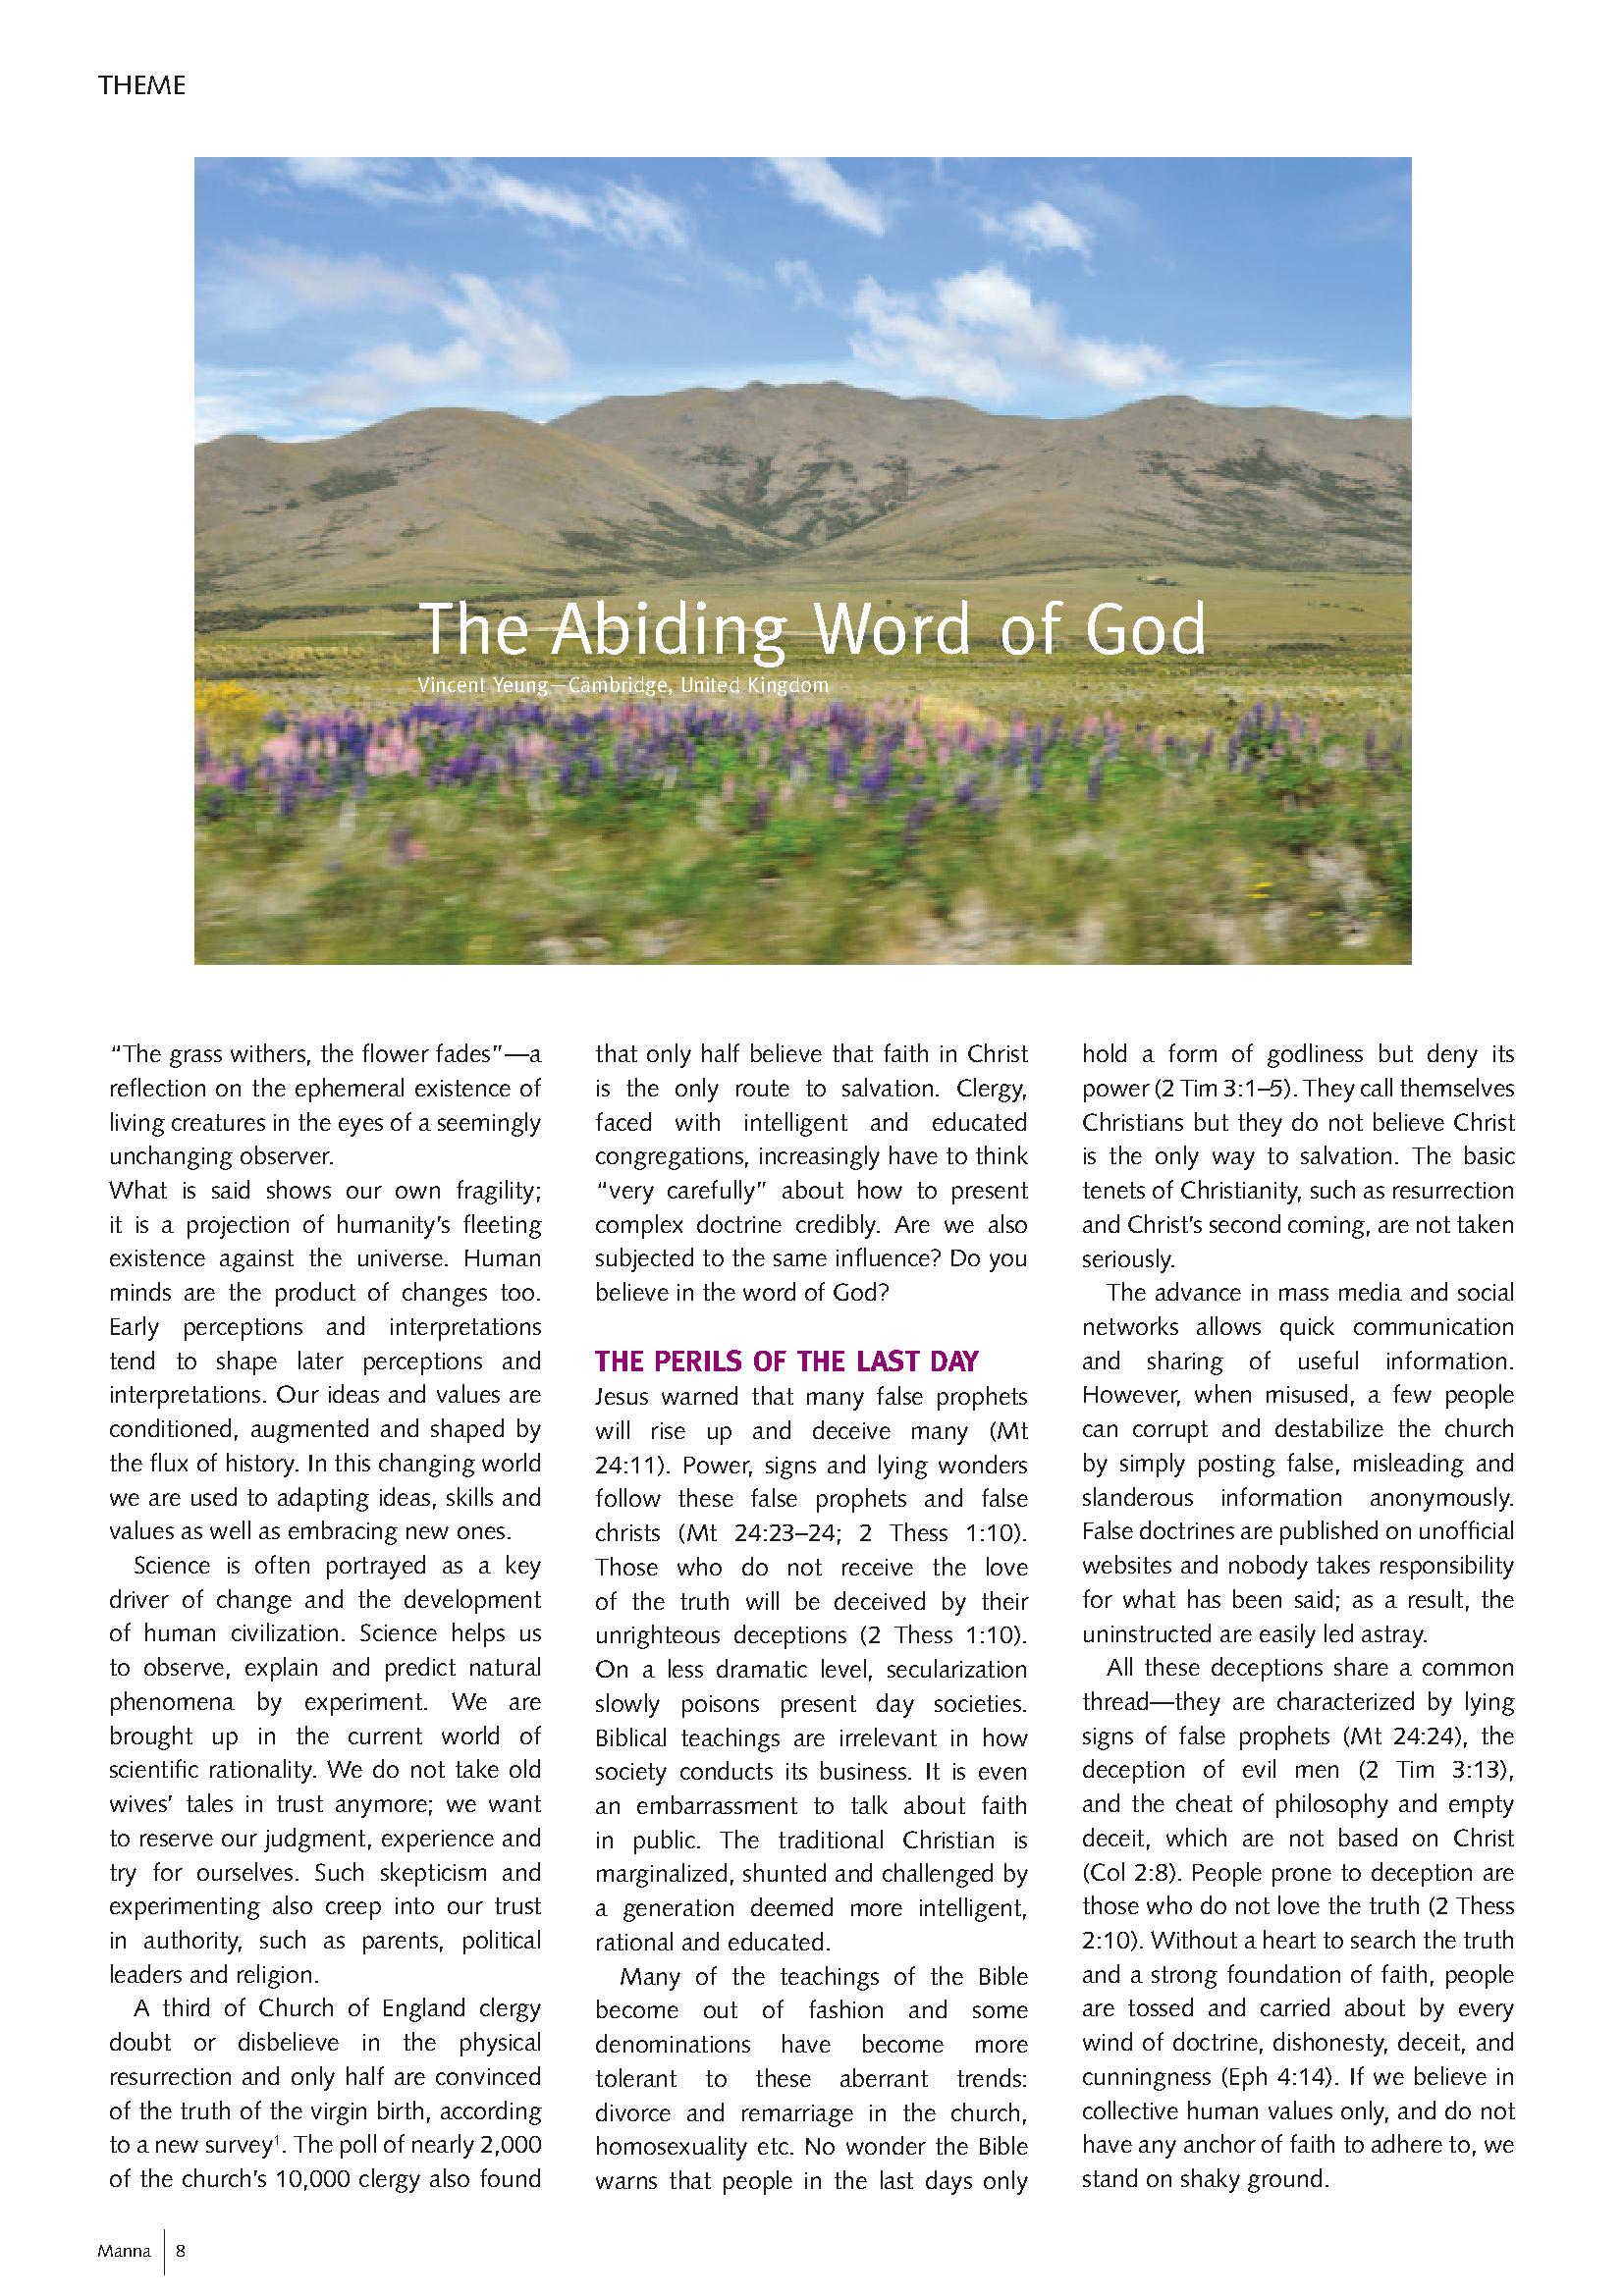 THEME
The Abiding Word of God
Vincent Yeung—Cambridge, United Kingdom
“The grass withers, the flower fades”—a
reflection on the ephemeral existence of
living creatures in the eyes of a seemingly
unchanging observer.
What is said shows our own fragility;
it is a projection of humanity’s fleeting
existence against the universe. Human
minds are the product of changes too.
Early perceptions and interpretations
tend to shape later perceptions and
interpretations. Our ideas and values are
conditioned, augmented and shaped by
the flux of history. In this changing world
we are used to adapting ideas, skills and
values as well as embracing new ones.
Science is often portrayed as a key
driver of change and the development
of human civilization. Science helps us
to observe, explain and predict natural
phenomena by experiment. We are
brought up in the current world of
scientific rationality. We do not take old
wives’ tales in trust anymore; we want
to reserve our judgment, experience and
try for ourselves. Such skepticism and
experimenting also creep into our trust
in authority, such as parents, political
leaders and religion.
A third of Church of England clergy
doubt or disbelieve in the physical
resurrection and only half are convinced
of the truth of the virgin birth, according
to a new survey¹. The poll of nearly 2,000
of the church’s 10,000 clergy also found
that only half believe that faith in Christ
is the only route to salvation. Clergy,
faced with intelligent and educated
congregations, increasingly have to think
“very carefully” about how to present
complex doctrine credibly. Are we also
subjected to the same influence? Do you
believe in the word of God?
THE PERILS OF THE LAST DAY
Jesus warned that many false prophets
will rise up and deceive many (Mt
24:11). Power, signs and lying wonders
follow these false prophets and false
christs (Mt 24:23–24; 2 Thess 1:10).
Those who do not receive the love
of the truth will be deceived by their
unrighteous deceptions (2 Thess 1:10).
On a less dramatic level, secularization
slowly poisons present day societies.
Biblical teachings are irrelevant in how
society conducts its business. It is even
an embarrassment to talk about faith
in public. The traditional Christian is
marginalized, shunted and challenged by
a generation deemed more intelligent,
rational and educated.
Many of the teachings of the Bible
become out of fashion and some
denominations have become more
tolerant to these aberrant trends:
divorce and remarriage in the church,
homosexuality etc. No wonder the Bible
warns that people in the last days only
hold a form of godliness but deny its
power (2 Tim 3:1–5). They call themselves
Christians but they do not believe Christ
is the only way to salvation. The basic
tenets of Christianity, such as resurrection
and Christ’s second coming, are not taken
seriously.
The advance in mass media and social
networks allows quick communication
and sharing of useful information.
However, when misused, a few people
can corrupt and destabilize the church
by simply posting false, misleading and
slanderous information anonymously.
False doctrines are published on unofficial
websites and nobody takes responsibility
for what has been said; as a result, the
uninstructed are easily led astray.
All these deceptions share a common
thread—they are characterized by lying
signs of false prophets (Mt 24:24), the
deception of evil men (2 Tim 3:13),
and the cheat of philosophy and empty
deceit, which are not based on Christ
(Col 2:8). People prone to deception are
those who do not love the truth (2 Thess
2:10). Without a heart to search the truth
and a strong foundation of faith, people
are tossed and carried about by every
wind of doctrine, dishonesty, deceit, and
cunningness (Eph 4:14). If we believe in
collective human values only, and do not
have any anchor of faith to adhere to, we
stand on shaky ground.
Manna 8